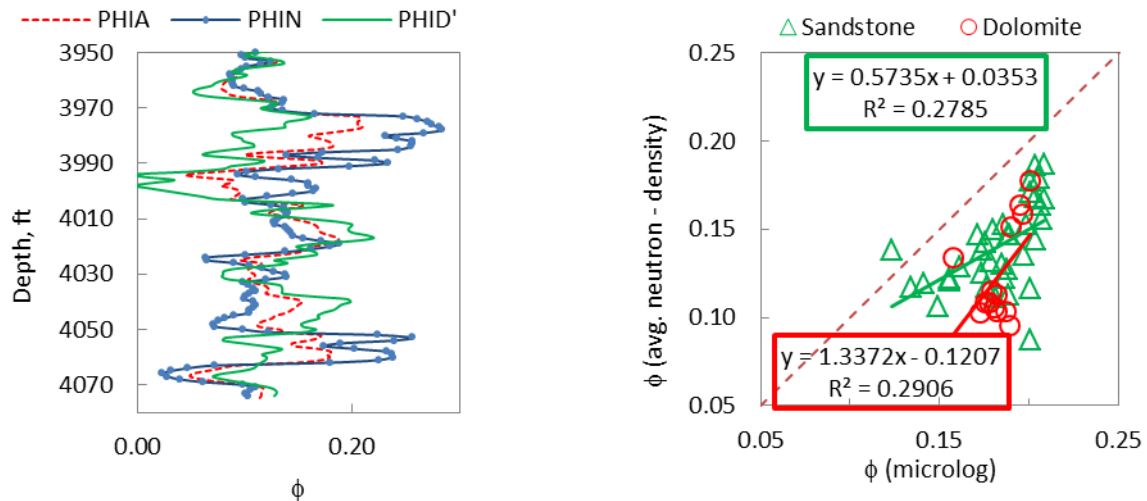 PHIA PHIN PHID'
3950
3970
3990
4010
4030
4050
4070
Depth, ft
0.00 0.20
ϕ
Sandstone Dolomite
0.25
0.20
0.15
0.10
0.05
ϕ (avg. neutron - density)
y = 0.5735x + 0.0353
R² = 0.2785
y = 1.3372x - 0.1207
R² = 0.2906
0.05 0.15 0.25
ϕ (microlog)